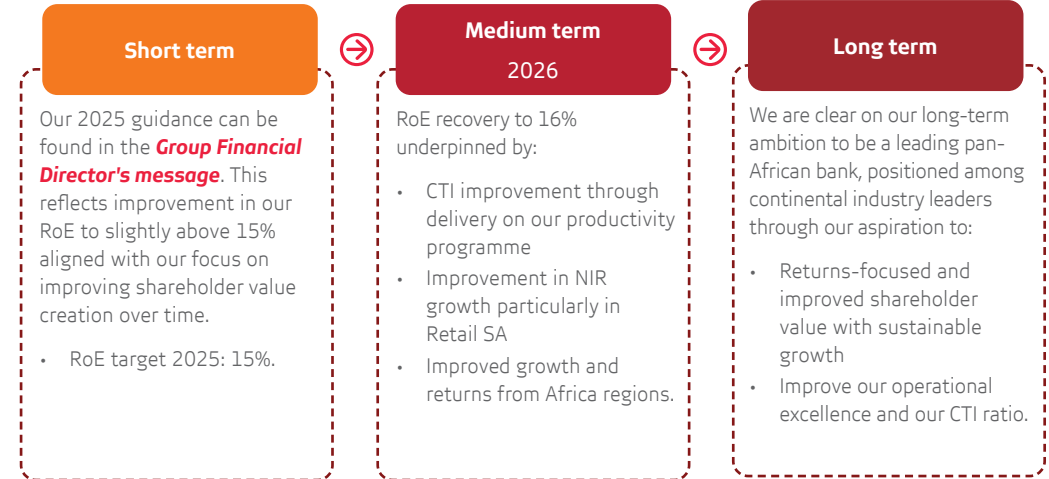 Short term
Our 2025 guidance can be
found in the Group Financial
Director's message. This
reflects improvement in our
RoE to slightly above 15%
aligned with our focus on
improving shareholder value
creation over time.
• RoE target 2025: 15%.
Medium term
2026
RoE recovery to 16%
underpinned by:
• CTI improvement through
delivery on our productivity
programme
• Improvement in NIR
growth particularly in
Retail SA
• Improved growth and
returns from Africa regions.
Long term
We are clear on our long-term
ambition to be a leading pan-
African bank, positioned among
continental industry leaders
through our aspiration to:
• Returns-focused and
improved shareholder
value with sustainable
growth
• Improve our operational
excellence and our CTI ratio.